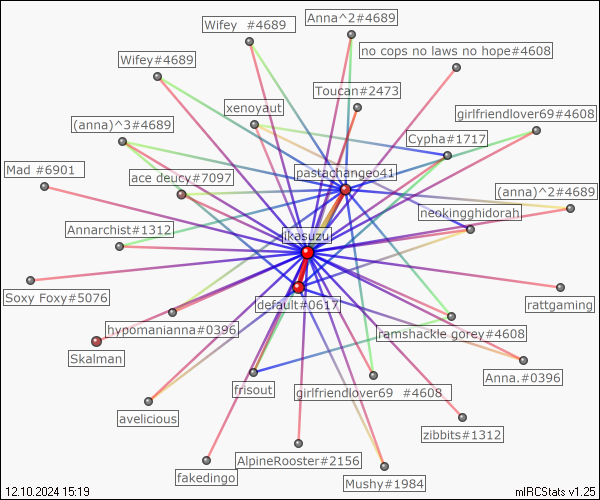 Anna^2#4689
Wifey #4689
no cops no laws no hope#4608
Wifey#4689
Toucan#2473
xenoyaut
girlfriendlover69#4608
(anna)^3#4689
Cypha#1717
Mad #6901
pastachangeo41
ace deucy.#7097
(anna)^2#4689
neokingghidorah
Annarchist#1312
ikasuzu
Soxy Foxy#5076
default#0617
rattgaming
hypomanianna#0396
ramshackle gorey#4608
Skalman
Anna.#0396
frisout
girlfriendlover69 #4608
avelicious
zibbits#1312
AlpineRooster#2156
fakedingo
Mushy#1984
12.10.2024 15:19
mIRCStats v1.25